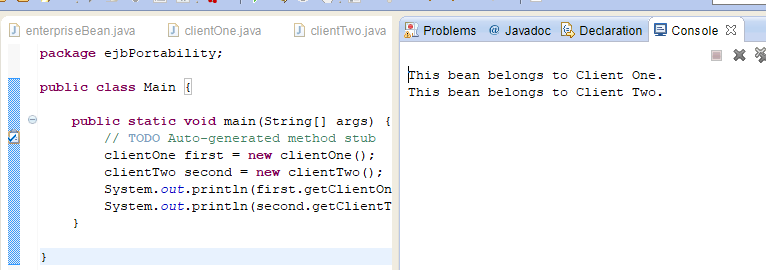 enterpriseBean.java clientOne.java clientTwo.java
package ejbPortability;
public class Main {
public static void main(String[] args) {
// TODO Auto-generated method stub
clientOne first = new clientOne();
clientTwo second = new clientTwo();
System.out.println(first.getClientOn
System.out.println(second.getClientT
}
}
Problems @ Javadoc Declaration Console
This bean belongs to Client One.
This bean belongs to Client Two.